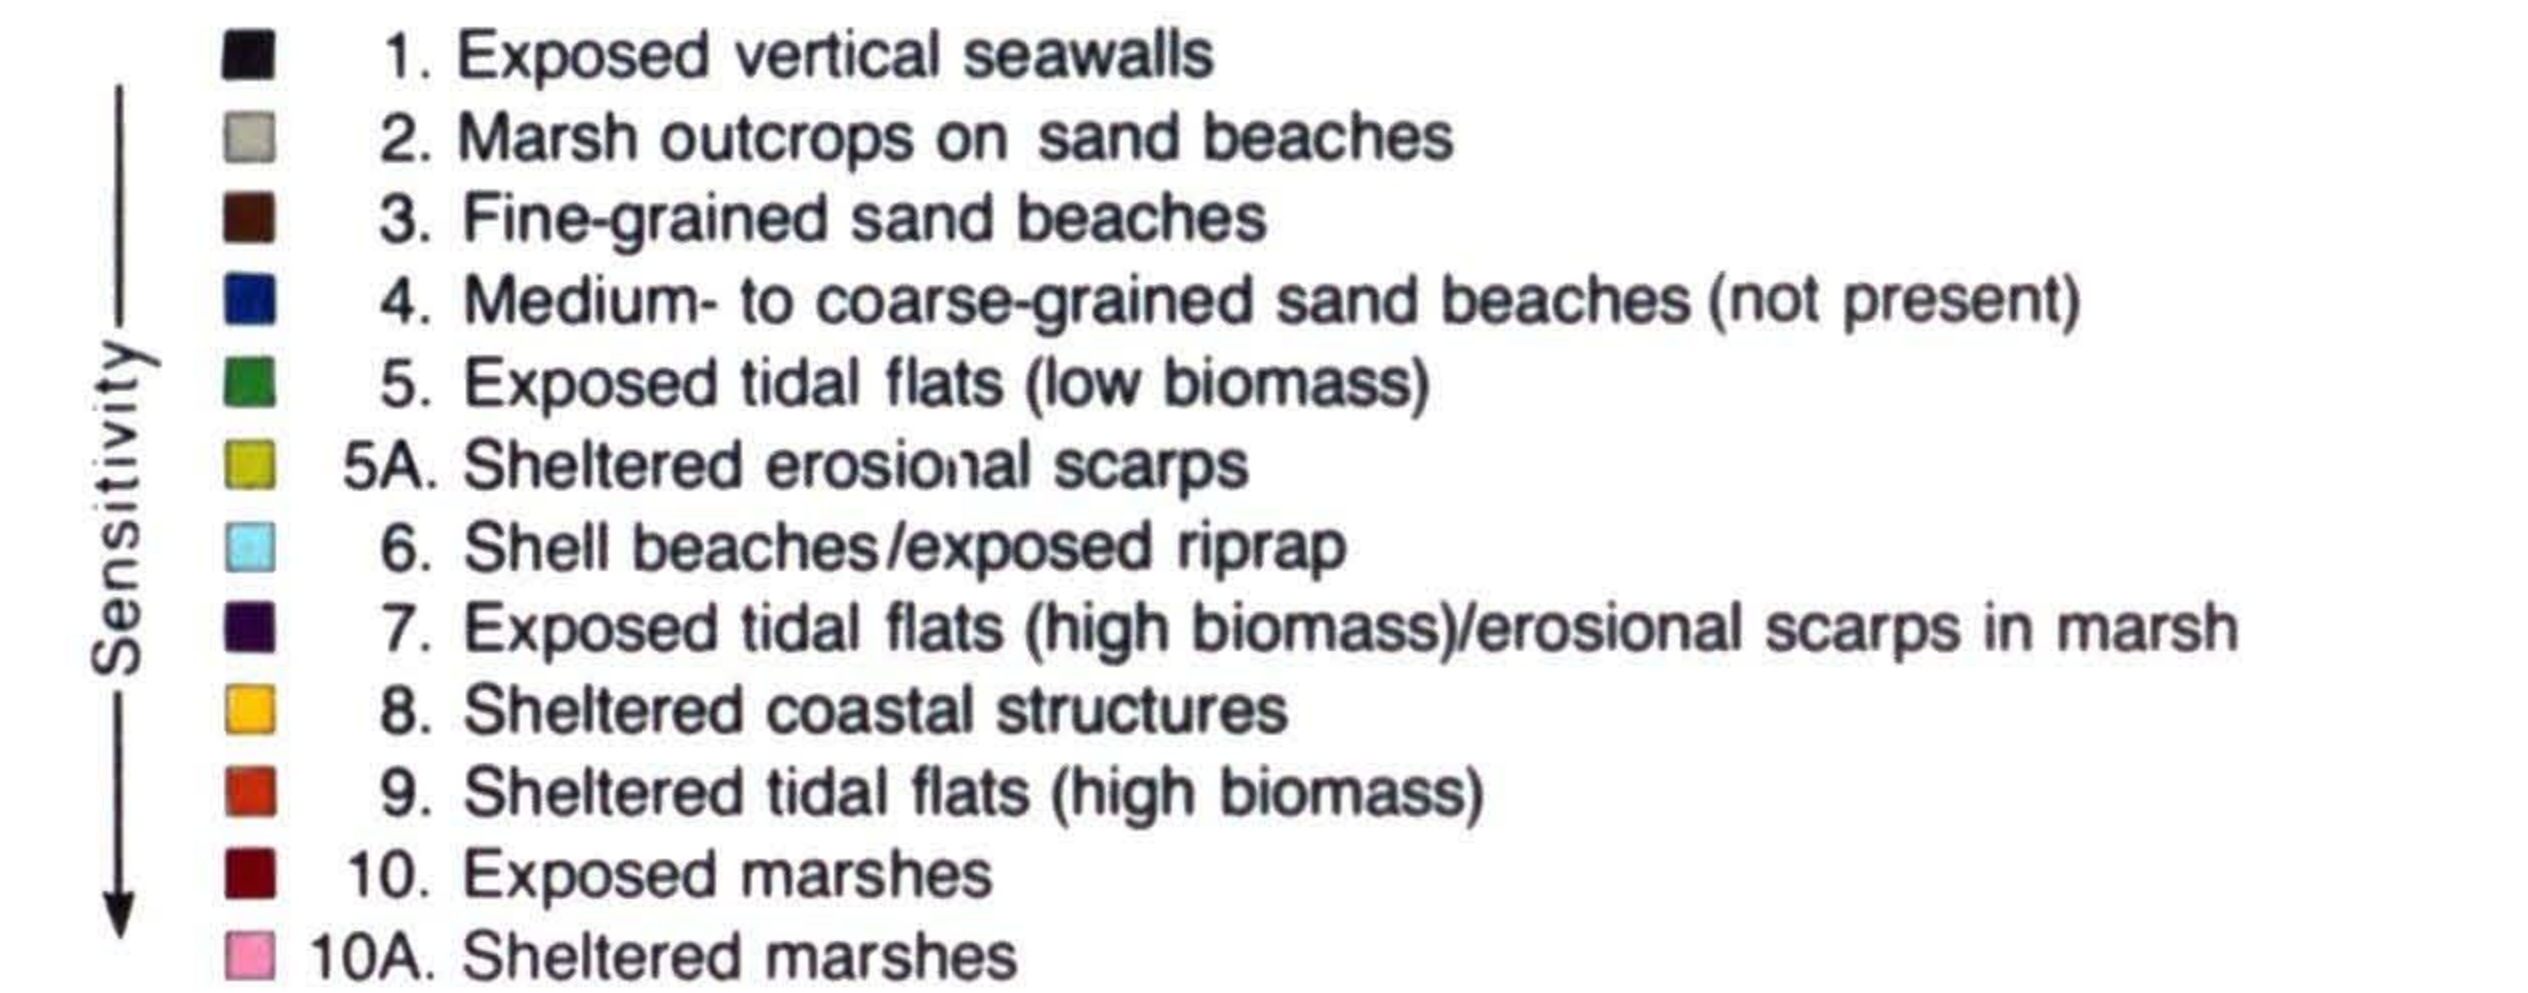 Sensitivity
1. Exposed vertical seawalls
2. Marsh outcrops on sand beaches
3. Fine-grained sand beaches
4. Medium- to coarse-grained sand beaches (not present)
5. Exposed tidal flats (low biomass)
5A. Sheltered erosional scarps
6. Shell beaches/exposed riprap
7. Exposed tidal flats (high biomass)/erosional scarps in marsh
8. Sheltered coastal structures
9. Sheltered tidal flats (high biomass)
10. Exposed marshes
10A. Sheltered marshes